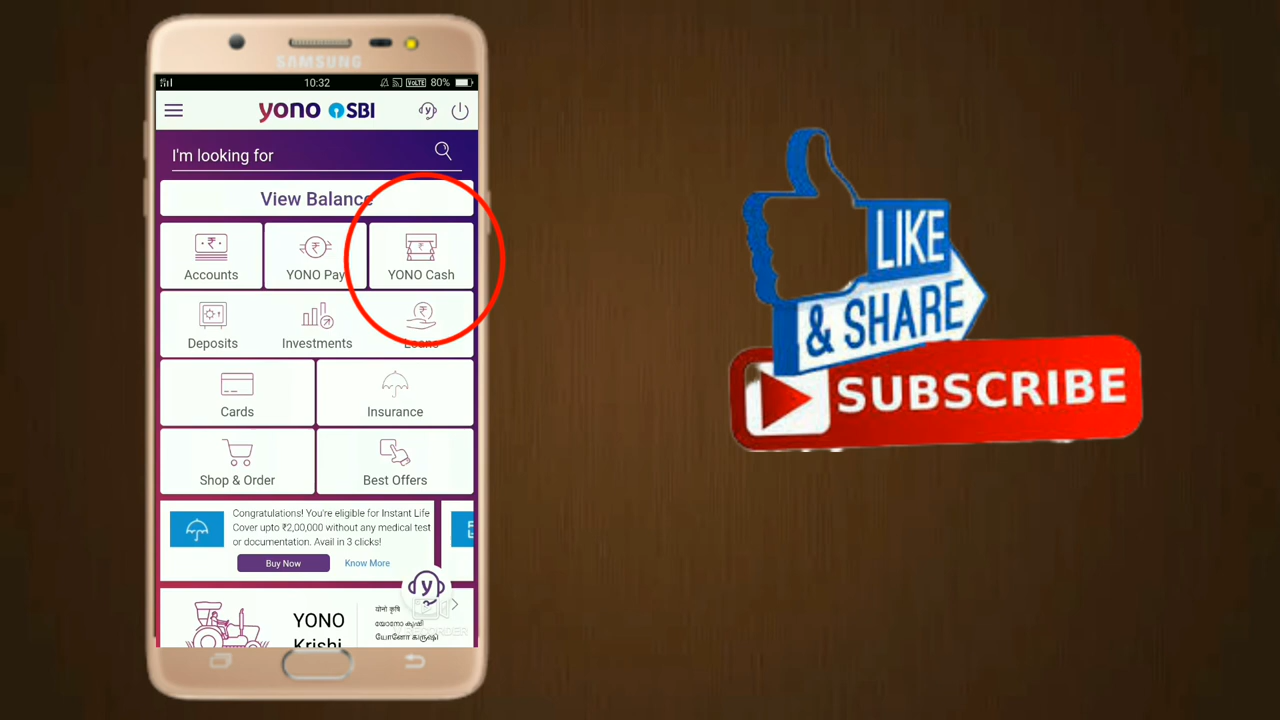 SAMSUNG
10:32
VoLTE 80%
yono SBI
I'm looking for
View Balance
Accounts
YONO Pay
YONO Cash
Deposits
Investments
Loans
Cards
Insurance
Shop & Order
Best Offers
Congratulations! You're eligible for Instant Life
Cover upto ₹2,00,000 without any medical test
or documentation. Avail in 3 clicks!
Buy Now
Know More
y
YONO
Krishi
योनो कृषि
യോനോ കൃഷി
யோனோ க்ருஷி
LIKE
& SHARE
SUBSCRIBE